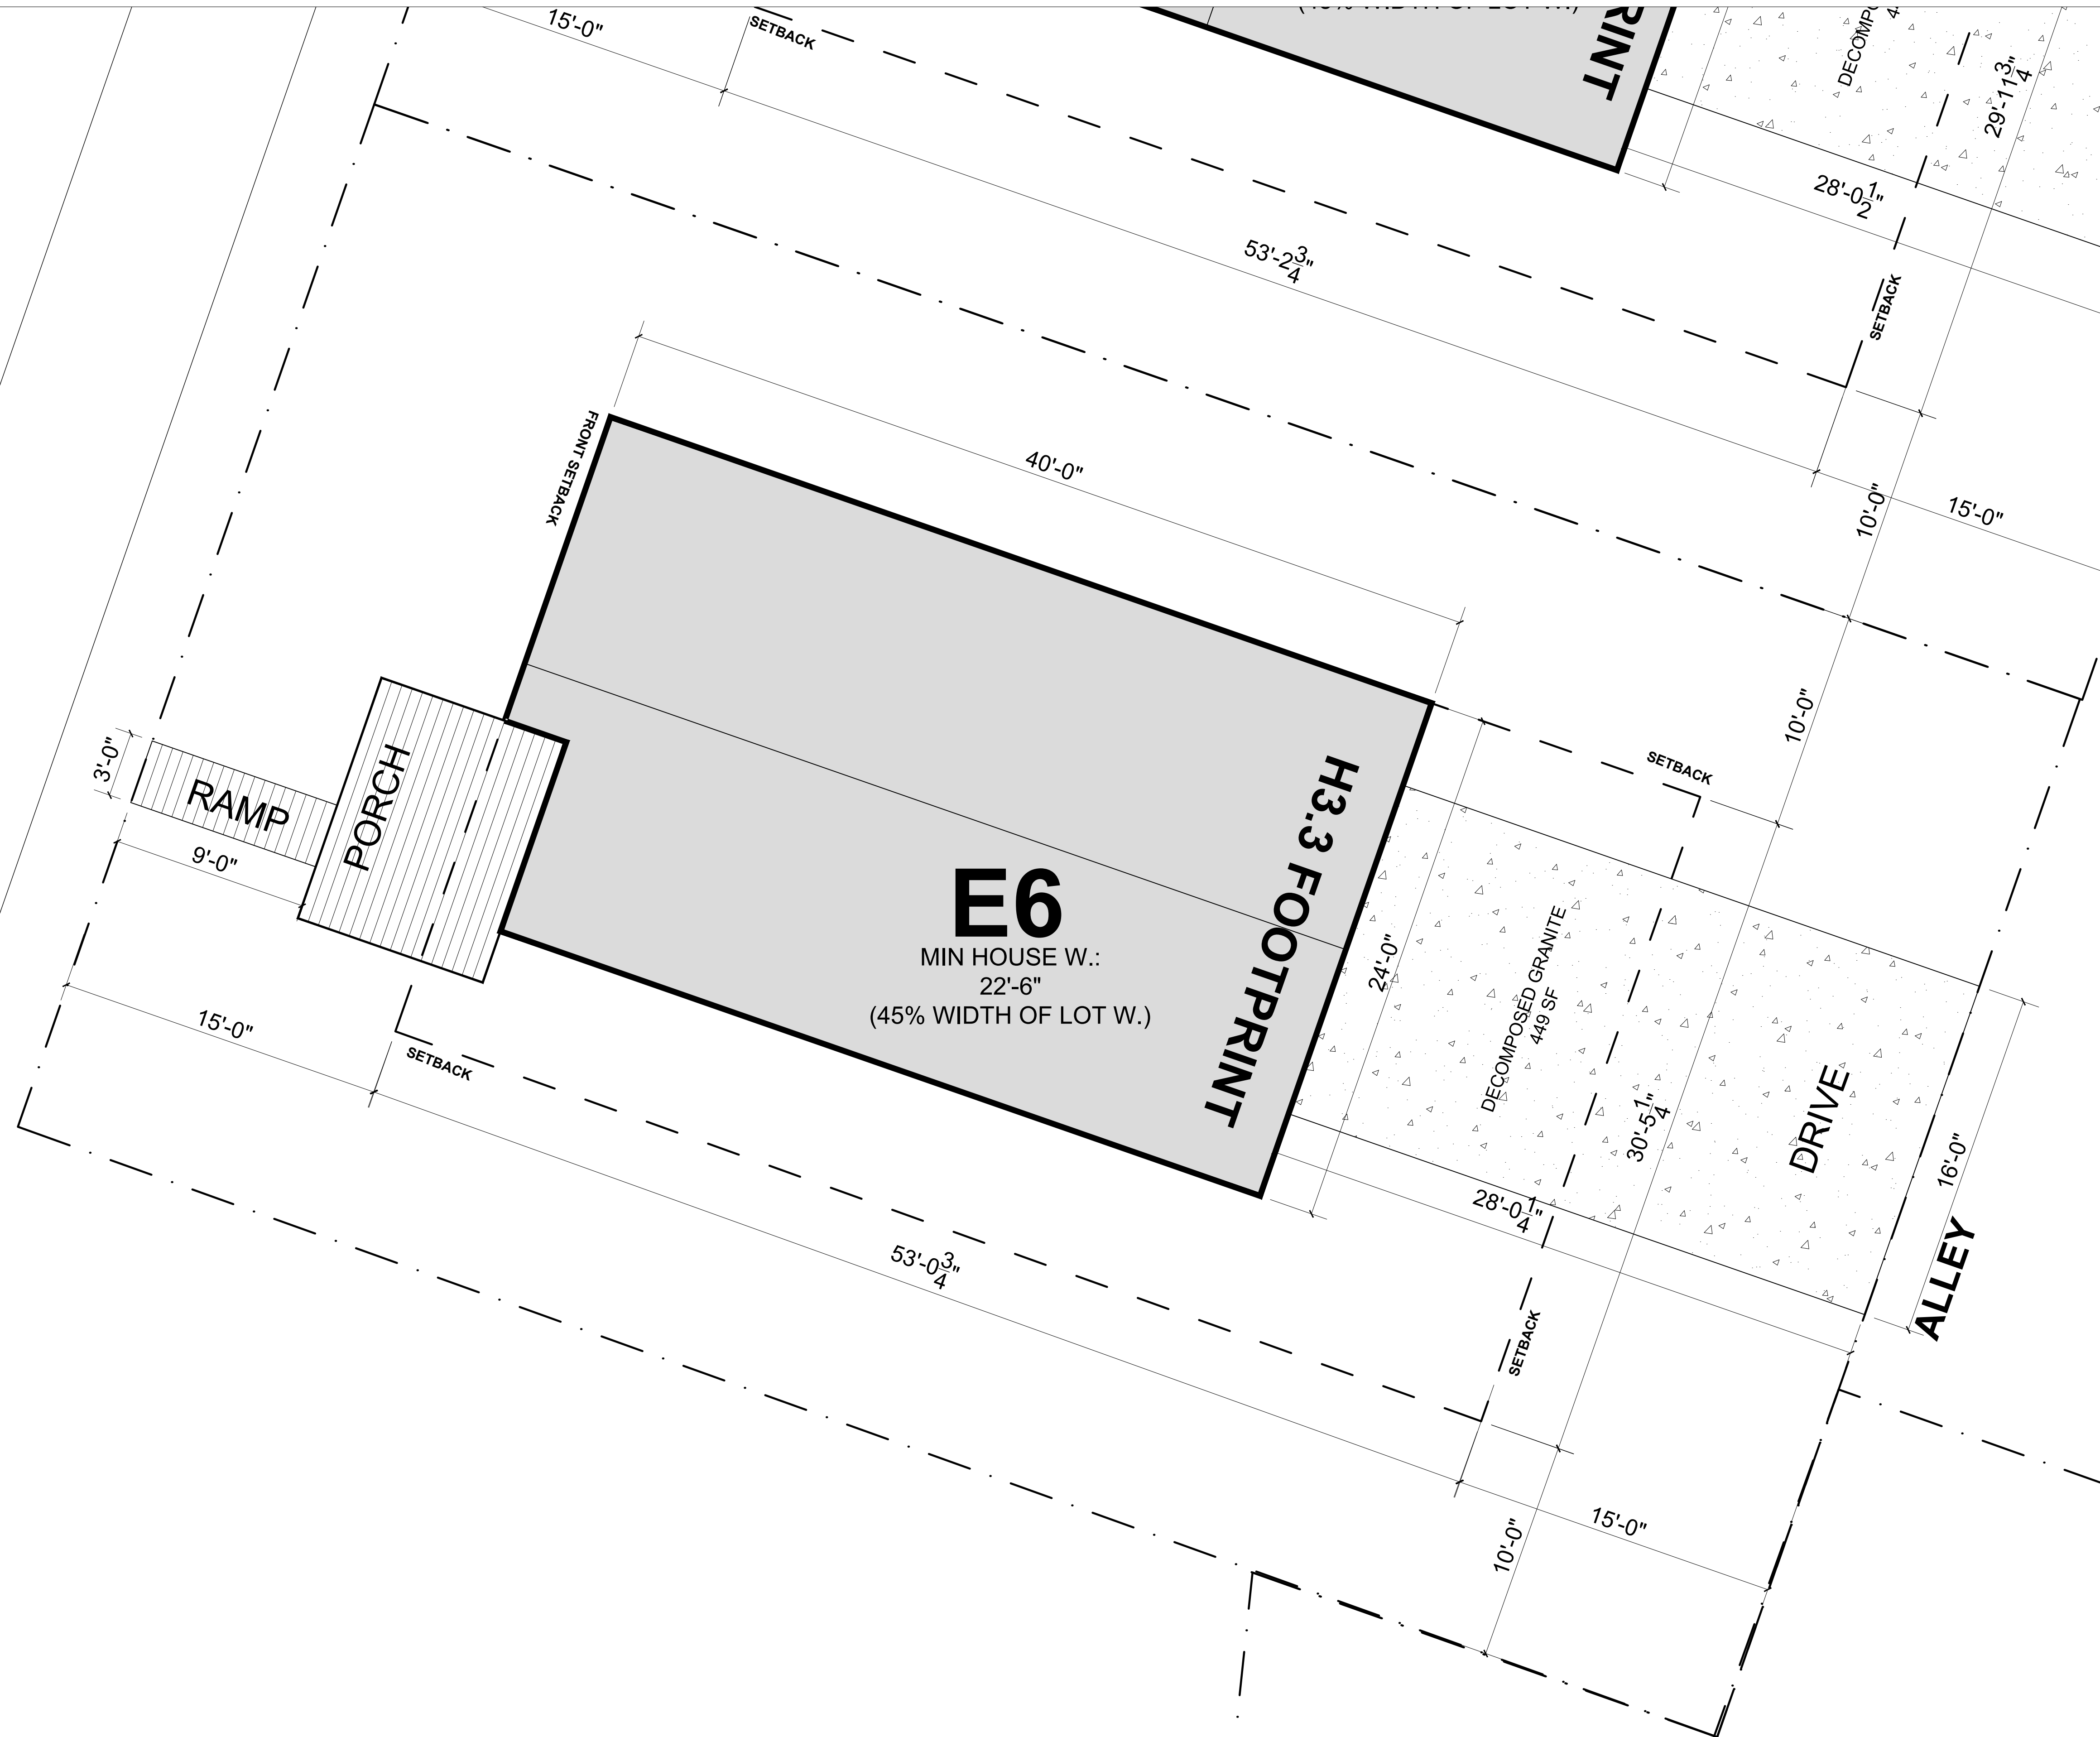 15'-0"
SETBACK
RINT
29'-11 3/4"
28'-0 1/2"
53'-2 3/4"
SETBACK
10'-0"
15'-0"
FRONT SETBACK
40'-0"
10'-0"
SETBACK
3'-0"
RAMP
PORCH
9'-0"
E6
MIN HOUSE W.:
22'-6"
(45% WIDTH OF LOT W.)
H3.3 FOOTPRINT
24'-0"
DECOMPOSED GRANITE
449 SF
30'-5 1/4"
DRIVE
16'-0"
ALLEY
28'-0 1/4"
15'-0"
SETBACK
53'-0 3/4"
SETBACK
15'-0"
10'-0"